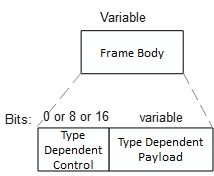 Variable
Frame Body
Bits: 0 or 8 or 16 variable
Type
Dependent
Control
Type Dependent
Payload